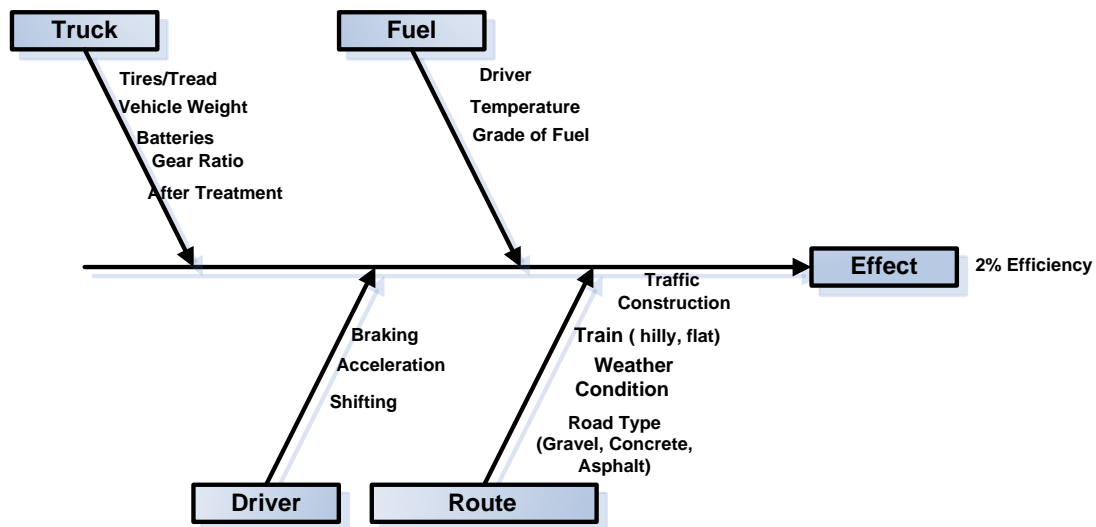 Truck
Fuel
Tires/Tread
Vehicle Weight
Batteries
Gear Ratio
After Treatment
Driver
Temperature
Grade of Fuel
Effect
2% Efficiency
Braking
Acceleration
Shifting
Traffic
Construction
Train ( hilly, flat)
Weather
Condition
Road Type
(Gravel, Concrete,
Asphalt)
Driver
Route